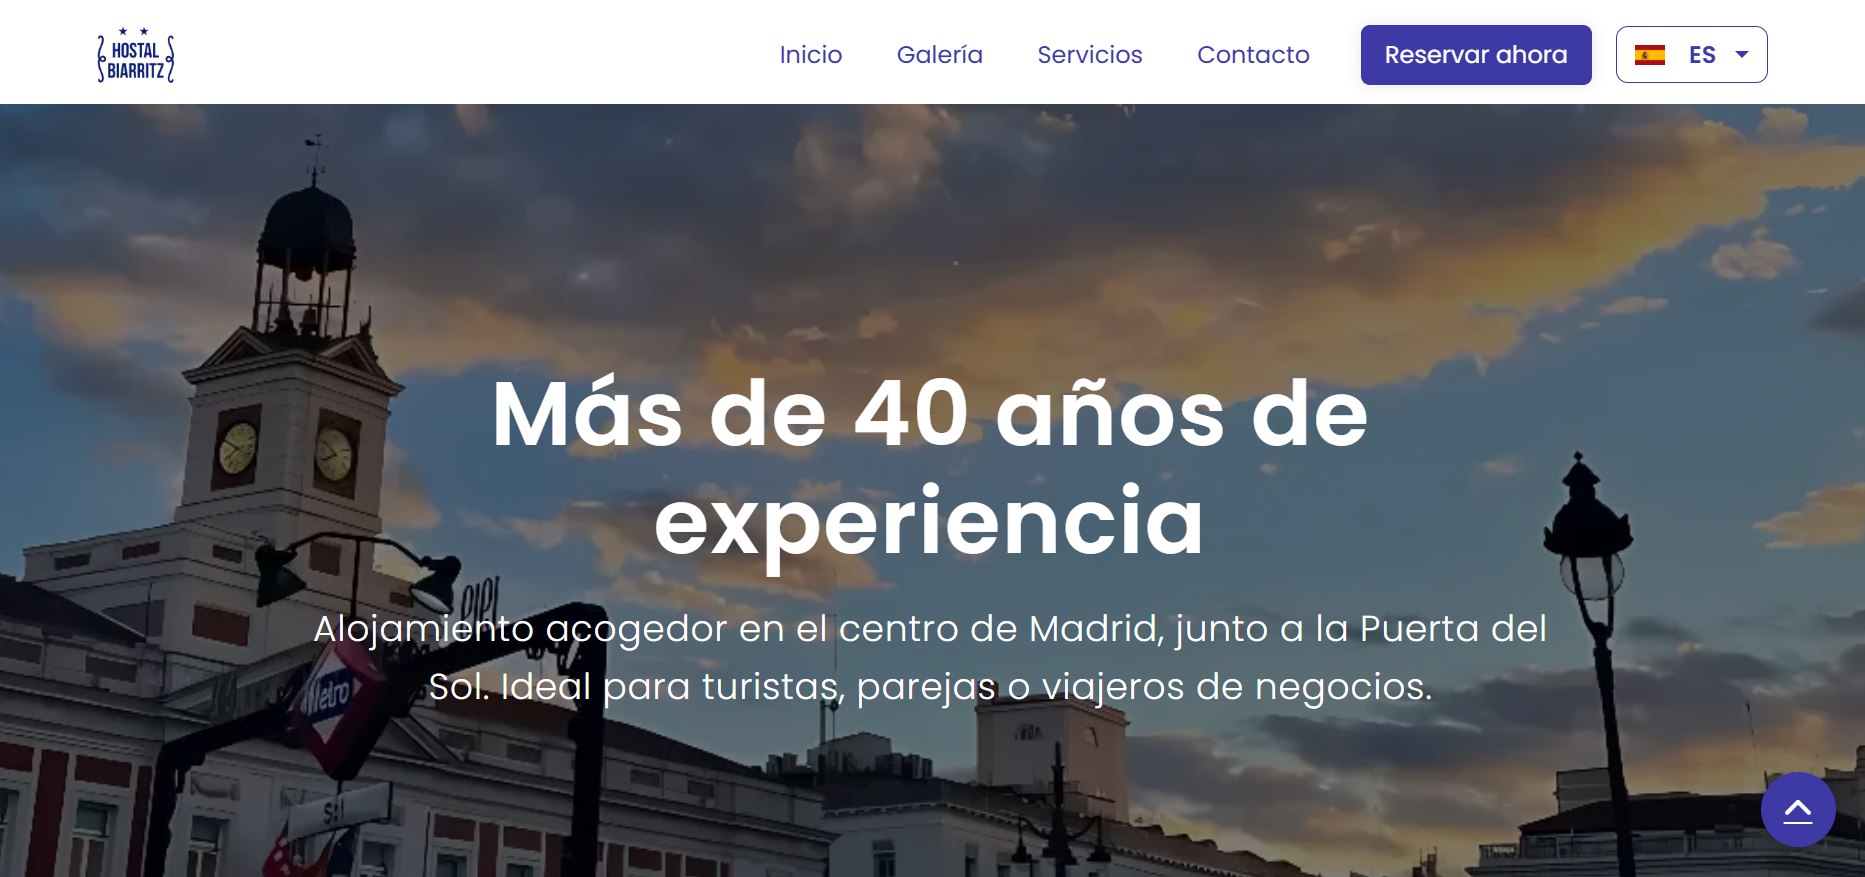 HOSTAL
BIARRITZ
Inicio
Galería
Servicios
Contacto
Reservar ahora
ES
Más de 40 años de
experiencia
Alojamiento acogedor en el centro de Madrid, junto a la Puerta del
Sol. Ideal para turistas, parejas o viajeros de negocios.
Metro
Sol